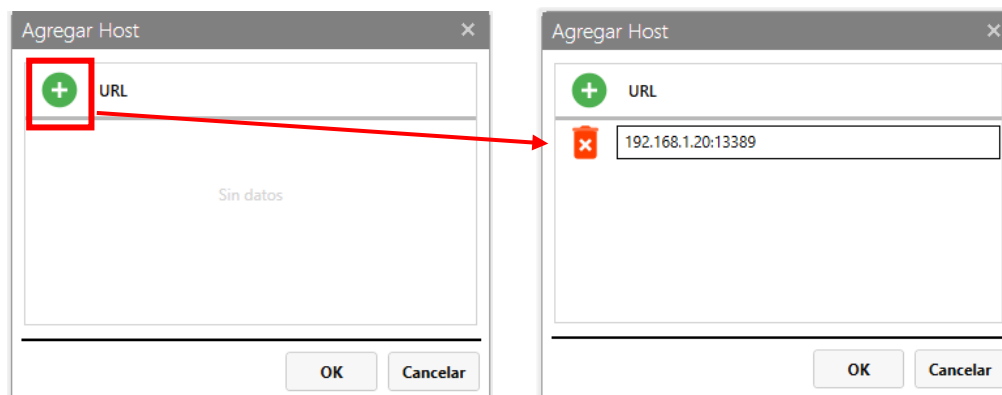 Agregar Host
URL
Sin datos
OK Cancelar
Agregar Host
URL
192.168.1.20:13389
OK Cancelar